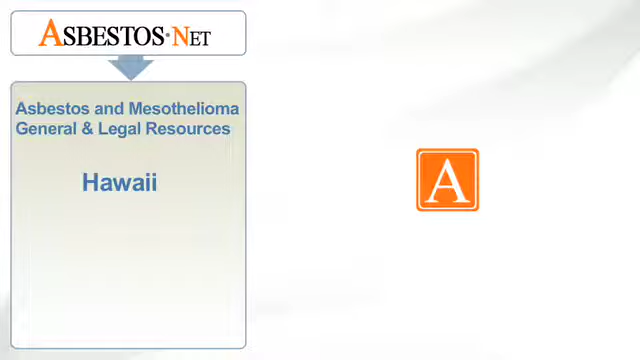 ASBESTOS·NET
Asbestos and Mesothelioma
General & Legal Resources
Hawaii
A